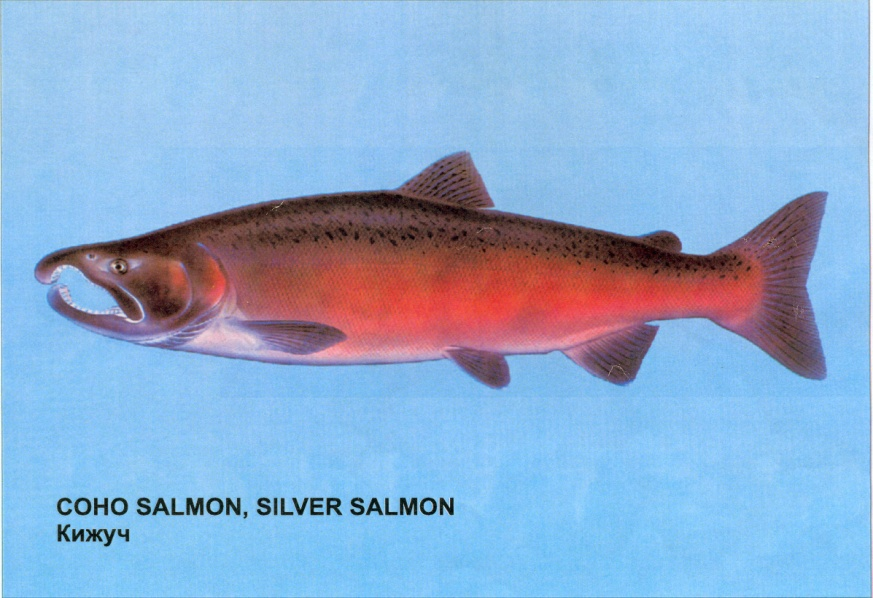 COHO SALMON, SILVER SALMON
Кижуч